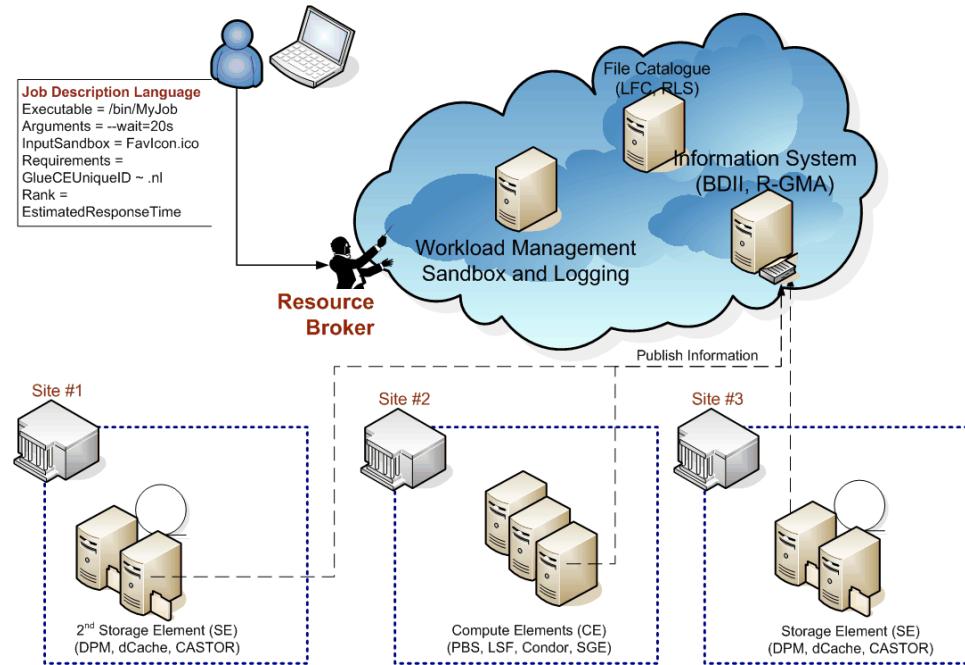 Job Description Language
Executable = /bin/MyJob
Arguments = --wait=20s
InputSandbox = FavIcon.ico
Requirements =
GlueCEUniqueID ~ .nl
Rank =
EstimatedResponseTime
File Catalogue
(LFC, RLS)
Information System
(BDII, R-GMA)
Workload Management
Sandbox and Logging
Resource
Broker
Publish Information
Site #1
Site #2
Site #3
2nd Storage Element (SE)
(DPM, dCache, CASTOR)
Compute Elements (CE)
(PBS, LSF, Condor, SGE)
Storage Element (SE)
(DPM, dCache, CASTOR)